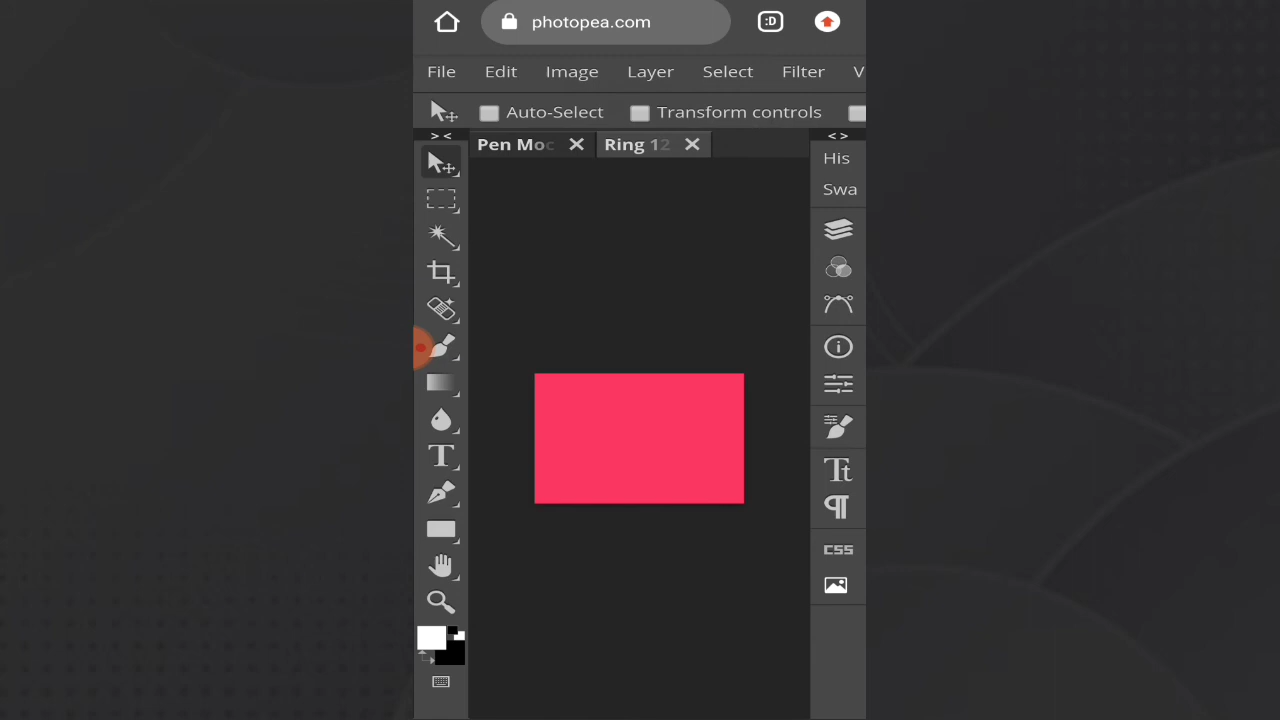 photopea.com :D
File Edit Image Layer Select Filter V
Auto-Select Transform controls
> < < >
Pen Moc Ring 12
His
Swa
T
Tt
¶
CSS